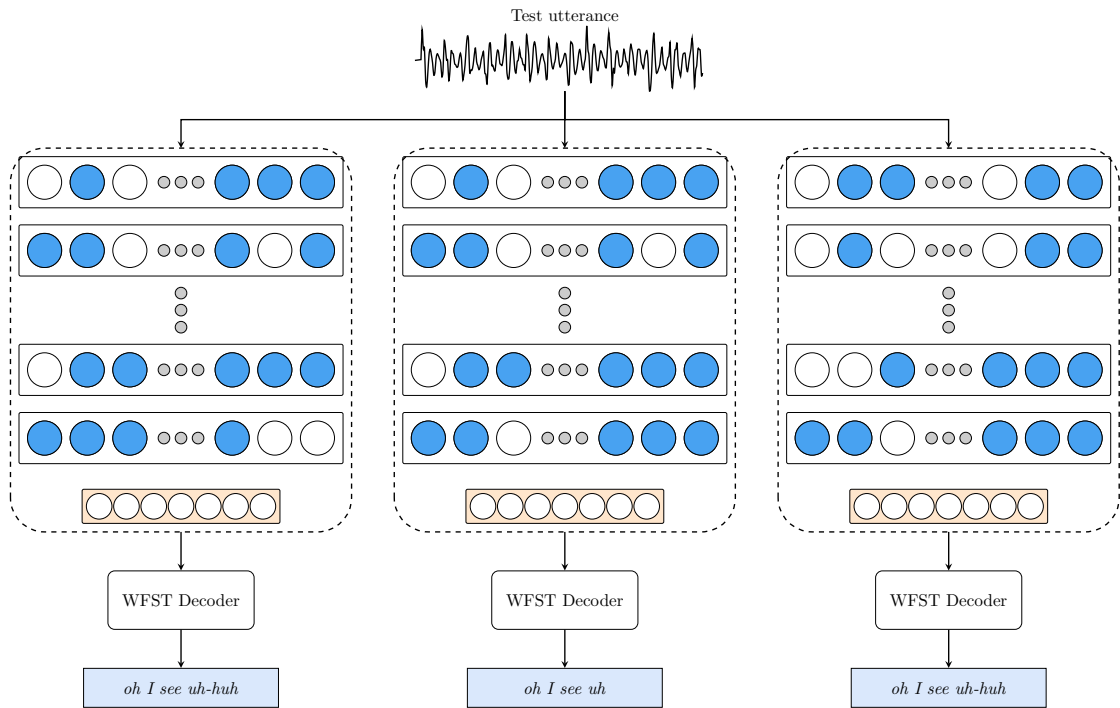 Test utterance
WFST Decoder
WFST Decoder
WFST Decoder
oh I see uh-huh
oh I see uh
oh I see uh-huh